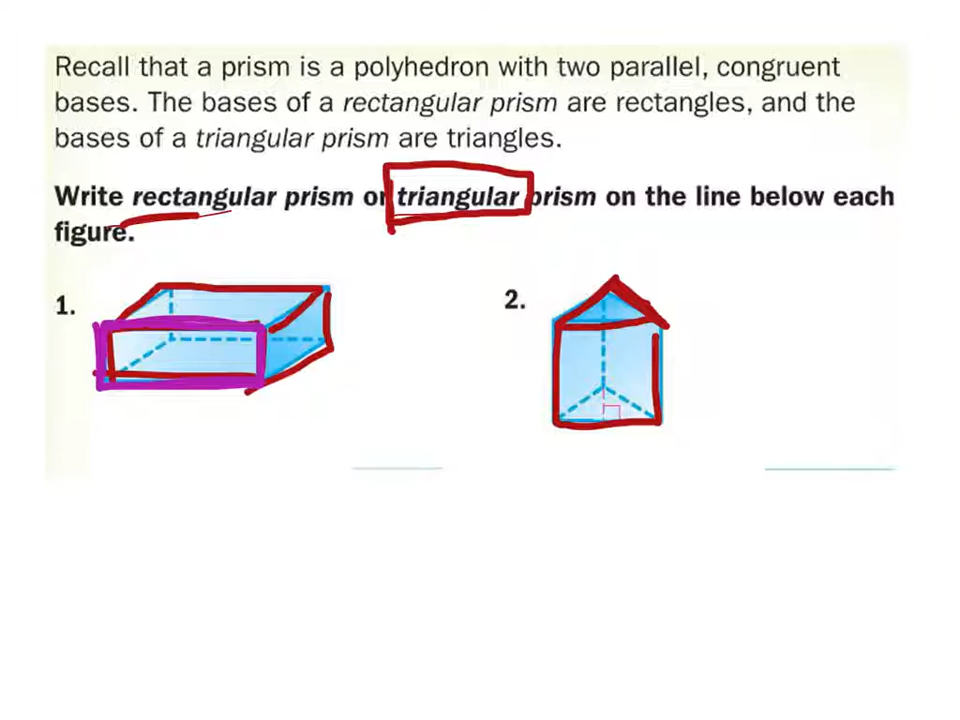 Recall that a prism is a polyhedron with two parallel, congruent
bases. The bases of a rectangular prism are rectangles, and the
bases of a triangular prism are triangles.
Write rectangular prism or triangular prism on the line below each
figure.
1.
2.